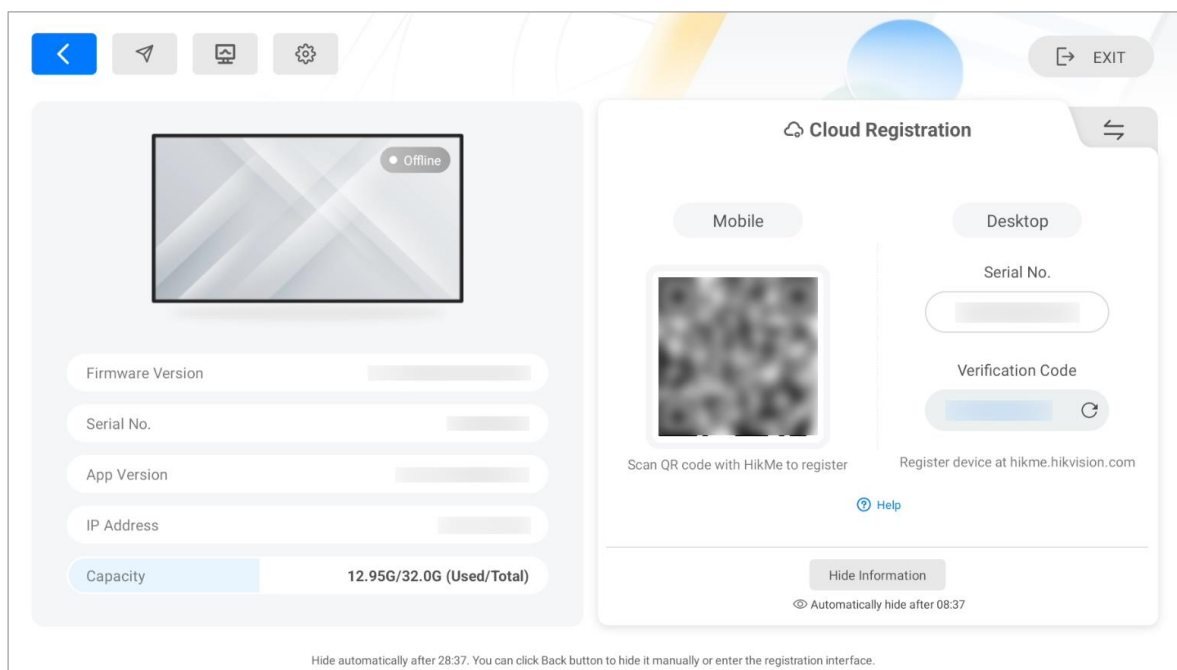 EXIT
Offline
Firmware Version
Serial No.
App Version
IP Address
Capacity 12.95G/32.0G (Used/Total)
Cloud Registration
Mobile
Scan QR code with HikMe to register
Desktop
Serial No.
Verification Code
Register device at hikme.hikvision.com
Help
Hide Information
Automatically hide after 08:37
Hide automatically after 28:37. You can click Back button to hide it manually or enter the registration interface.